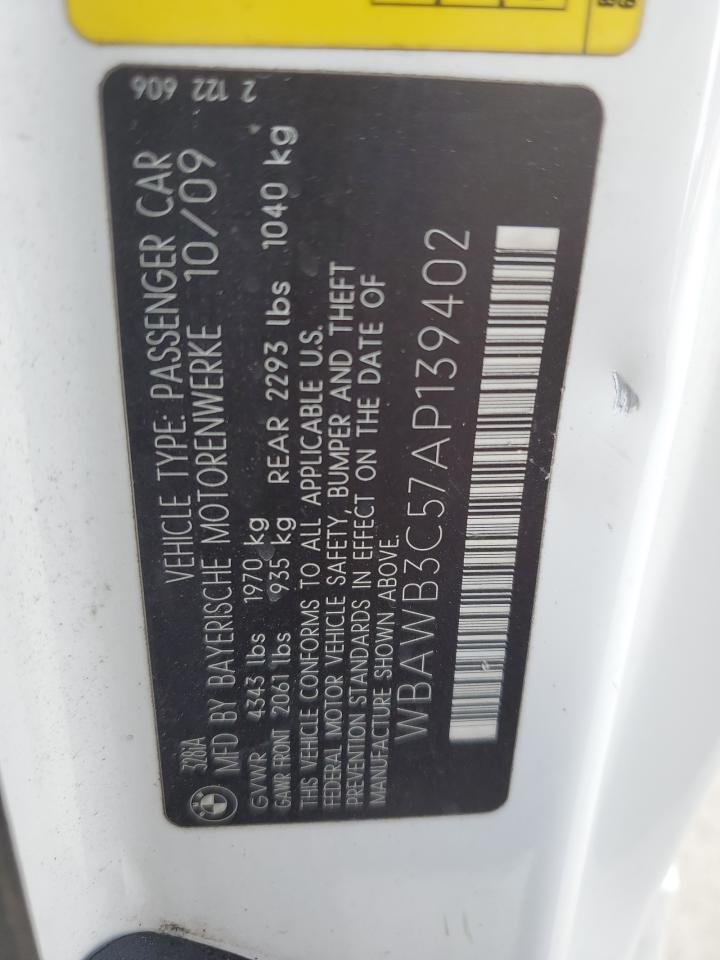 2 122 606
328iA VEHICLE TYPE: PASSENGER CAR
MFD BY BAYERISCHE MOTORENWERKE 10/09
GVWR 4343 lbs 1970 kg
GAWR FRONT 2061 lbs 935 kg REAR 2293 lbs 1040 kg
THIS VEHICLE CONFORMS TO ALL APPLICABLE U.S.
FEDERAL MOTOR VEHICLE SAFETY, BUMPER AND THEFT
PREVENTION STANDARDS IN EFFECT ON THE DATE OF
MANUFACTURE SHOWN ABOVE.
WBAWB3C57AP139402